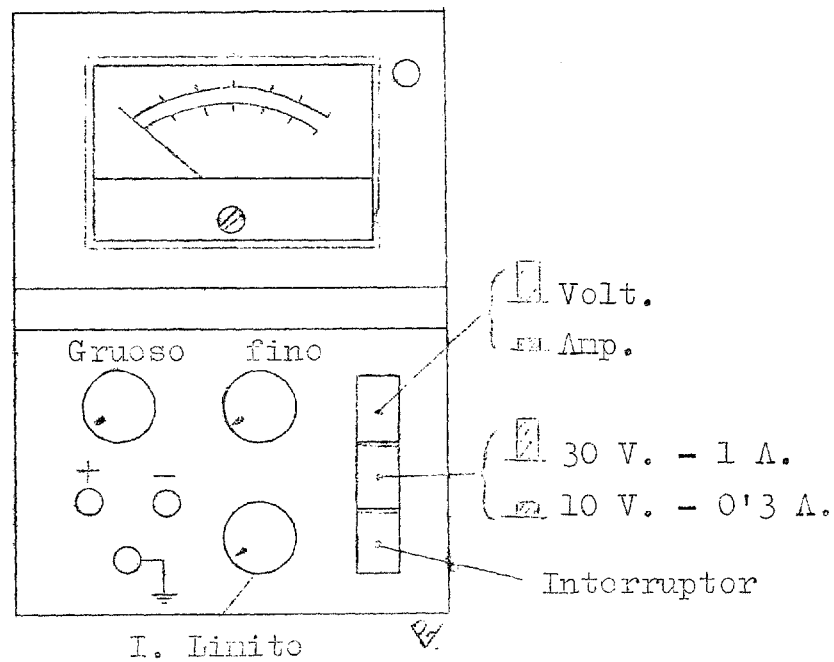 Volt.
Amp.
Grueso fino
+ -
30 V. - 1 A.
10 V. - 0'3 A.
Interruptor
I. Limite